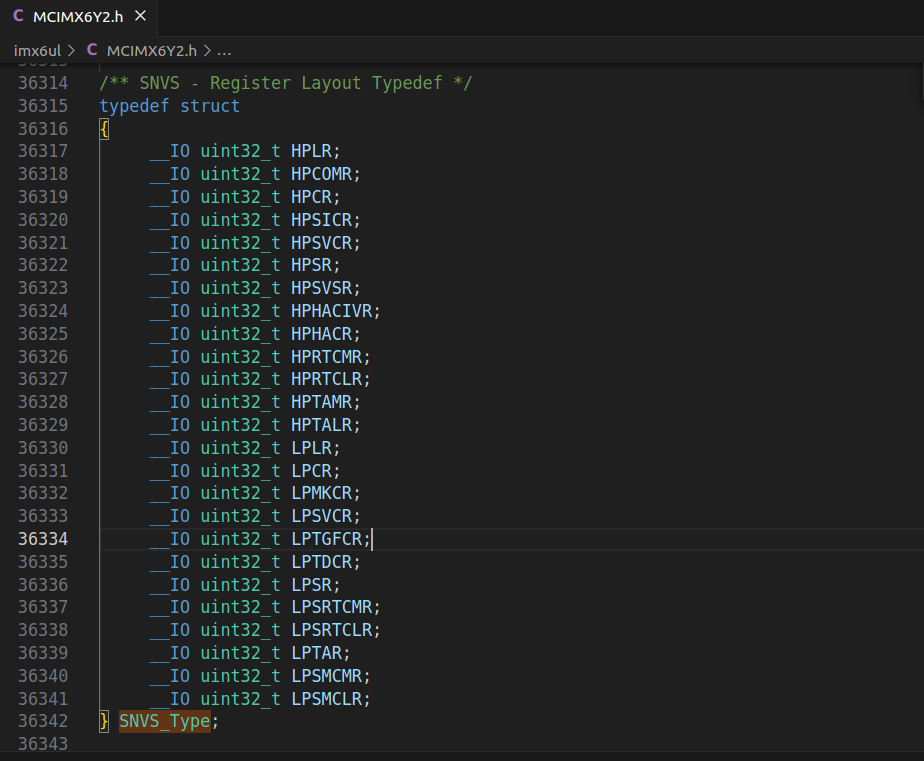 C MCIMX6Y2.h ×
imx6ul > C MCIMX6Y2.h > ...
36313
36314 /** SNVS - Register Layout Typedef */
36315 typedef struct
36316 {
36317 __IO uint32_t HPLR;
36318 __IO uint32_t HPCOMR;
36319 __IO uint32_t HPCR;
36320 __IO uint32_t HPSICR;
36321 __IO uint32_t HPSVCR;
36322 __IO uint32_t HPSR;
36323 __IO uint32_t HPSVSR;
36324 __IO uint32_t HPHACIVR;
36325 __IO uint32_t HPHACR;
36326 __IO uint32_t HPRTCMR;
36327 __IO uint32_t HPRTCLR;
36328 __IO uint32_t HPTAMR;
36329 __IO uint32_t HPTALR;
36330 __IO uint32_t LPLR;
36331 __IO uint32_t LPCR;
36332 __IO uint32_t LPMKCR;
36333 __IO uint32_t LPSVCR;
36334 __IO uint32_t LPTGFCR;
36335 __IO uint32_t LPTDCR;
36336 __IO uint32_t LPSR;
36337 __IO uint32_t LPSRTCMR;
36338 __IO uint32_t LPSRTCLR;
36339 __IO uint32_t LPTAR;
36340 __IO uint32_t LPSMCMR;
36341 __IO uint32_t LPSMCLR;
36342 } SNVS_Type;
36343